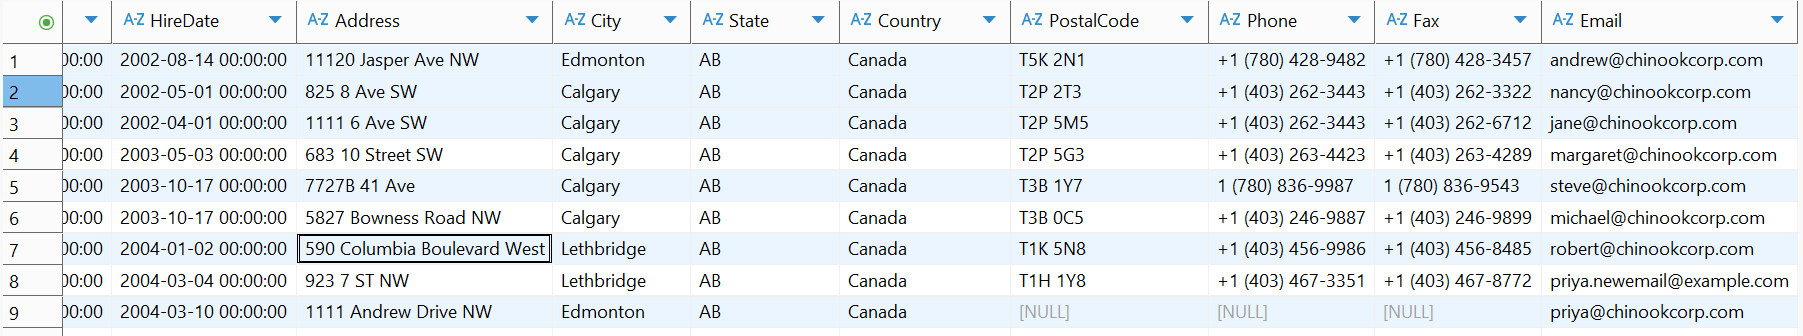 A-Z HireDate A-Z Address A-Z City A-Z State A-Z Country A-Z PostalCode A-Z Phone A-Z Fax A-Z Email
1 00:00 2002-08-14 00:00:00 11120 Jasper Ave NW Edmonton AB Canada T5K 2N1 +1 (780) 428-9482 +1 (780) 428-3457 andrew@chinookcorp.com
2 00:00 2002-05-01 00:00:00 825 8 Ave SW Calgary AB Canada T2P 2T3 +1 (403) 262-3443 +1 (403) 262-3322 nancy@chinookcorp.com
3 00:00 2002-04-01 00:00:00 1111 6 Ave SW Calgary AB Canada T2P 5M5 +1 (403) 262-3443 +1 (403) 262-6712 jane@chinookcorp.com
4 00:00 2003-05-03 00:00:00 683 10 Street SW Calgary AB Canada T2P 5G3 +1 (403) 263-4423 +1 (403) 263-4289 margaret@chinookcorp.com
5 00:00 2003-10-17 00:00:00 7727B 41 Ave Calgary AB Canada T3B 1Y7 1 (780) 836-9987 1 (780) 836-9543 steve@chinookcorp.com
6 00:00 2003-10-17 00:00:00 5827 Bowness Road NW Calgary AB Canada T3B 0C5 +1 (403) 246-9887 +1 (403) 246-9899 michael@chinookcorp.com
7 00:00 2004-01-02 00:00:00 590 Columbia Boulevard West Lethbridge AB Canada T1K 5N8 +1 (403) 456-9986 +1 (403) 456-8485 robert@chinookcorp.com
8 00:00 2004-03-04 00:00:00 923 7 ST NW Lethbridge AB Canada T1H 1Y8 +1 (403) 467-3351 +1 (403) 467-8772 priya.newemail@example.com
9 00:00 2004-03-10 00:00:00 1111 Andrew Drive NW Edmonton AB Canada [NULL] [NULL] [NULL] priya@chinookcorp.com